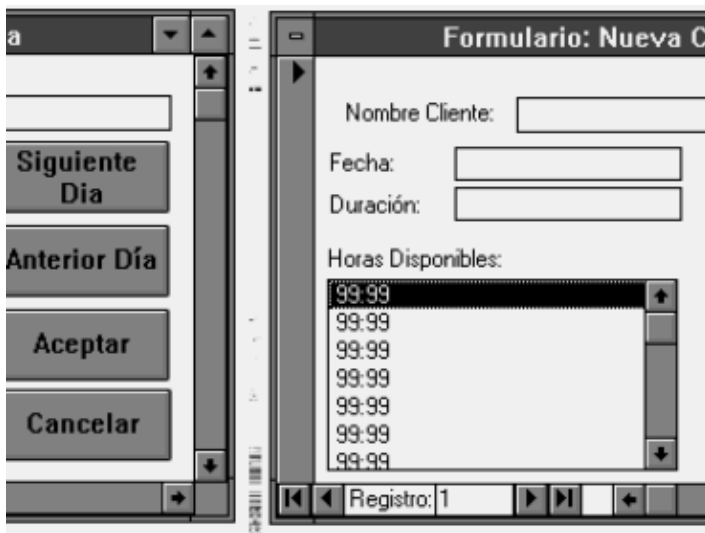 a
Siguiente
Dia
Anterior Día
Aceptar
Cancelar
Formulario: Nueva C
Nombre Cliente:
Fecha:
Duración:
Horas Disponibles:
99:99
99:99
99:99
99:99
99:99
99:99
99:99
Registro: 1